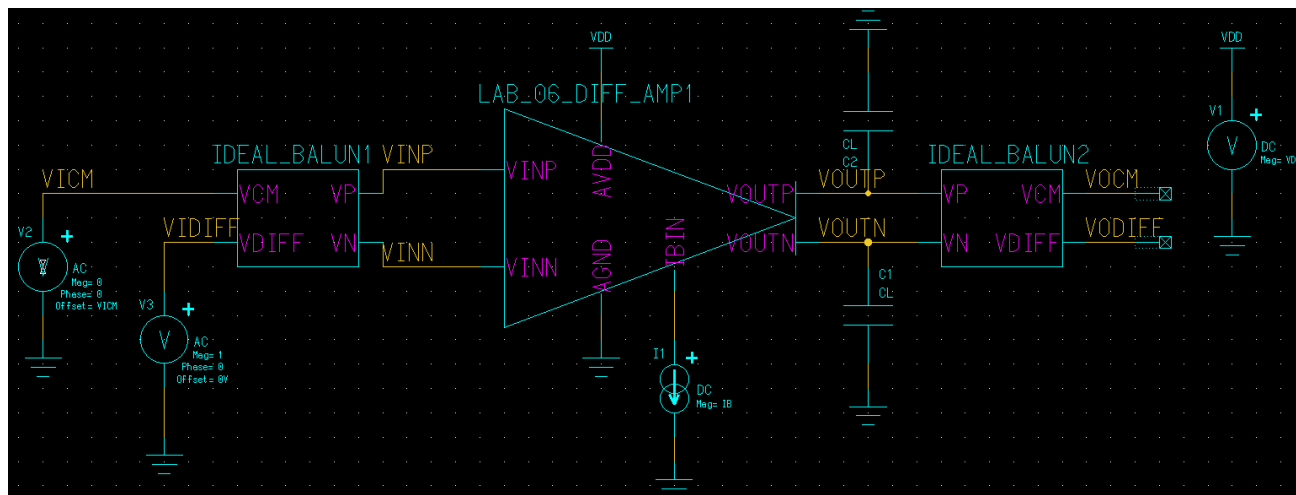 VDD
VDD
LAB_06_DIFF_AMP1
V1
DC
IDEAL_BALUN1
VINP
CL
C2
IDEAL_BALUN2
VICM
VCM
VP
VINP
AVDD
VOUTP
VOUTP
VP
VCM
VOCM
V2
VIDIFF
VDIFF
VN
VINN
VINN
AGND
IBIN
VOUTN
VOUTN
VN
VDIFF
VODIFF
AC
Mag= 0
Phase= 0
Offset= VICM
C1
CL
V3
AC
Mag= 1
Phase= 0
Offset= 0V
I1
DC
Mag= IB